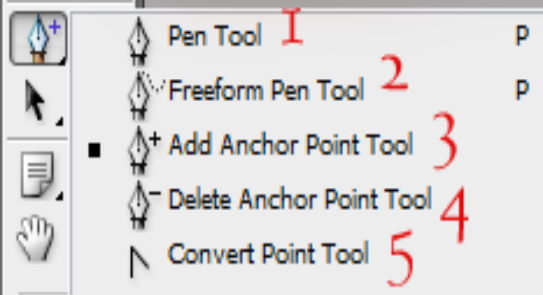 Pen Tool 1 P
Freeform Pen Tool 2 P
Add Anchor Point Tool 3
Delete Anchor Point Tool 4
Convert Point Tool 5